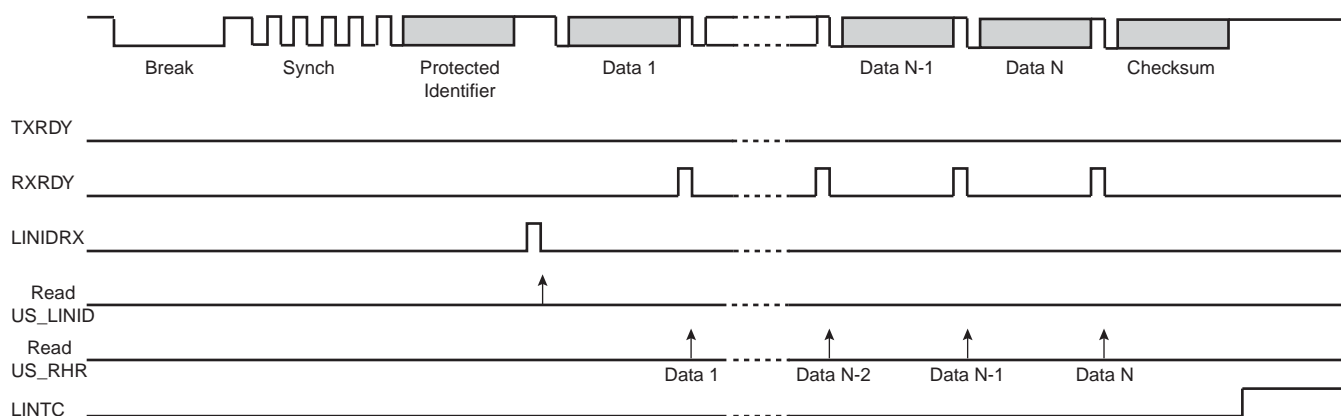 Break Synch Protected Identifier Data 1 Data N-1 Data N Checksum
TXRDY
RXRDY
LINIDRX
Read
US_LINID
Read
US_RHR
Data 1 Data N-2 Data N-1 Data N
LINTC